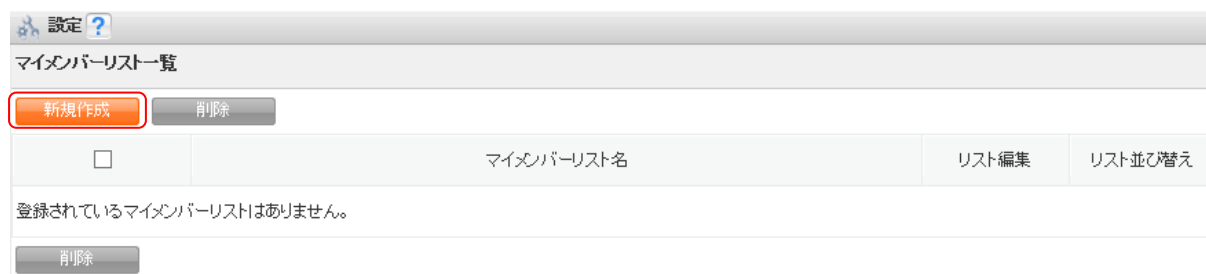 設定 ?
マイメンバーリスト一覧
新規作成 削除
マイメンバーリスト名 リスト編集 リスト並び替え
登録されているマイメンバーリストはありません。
削除